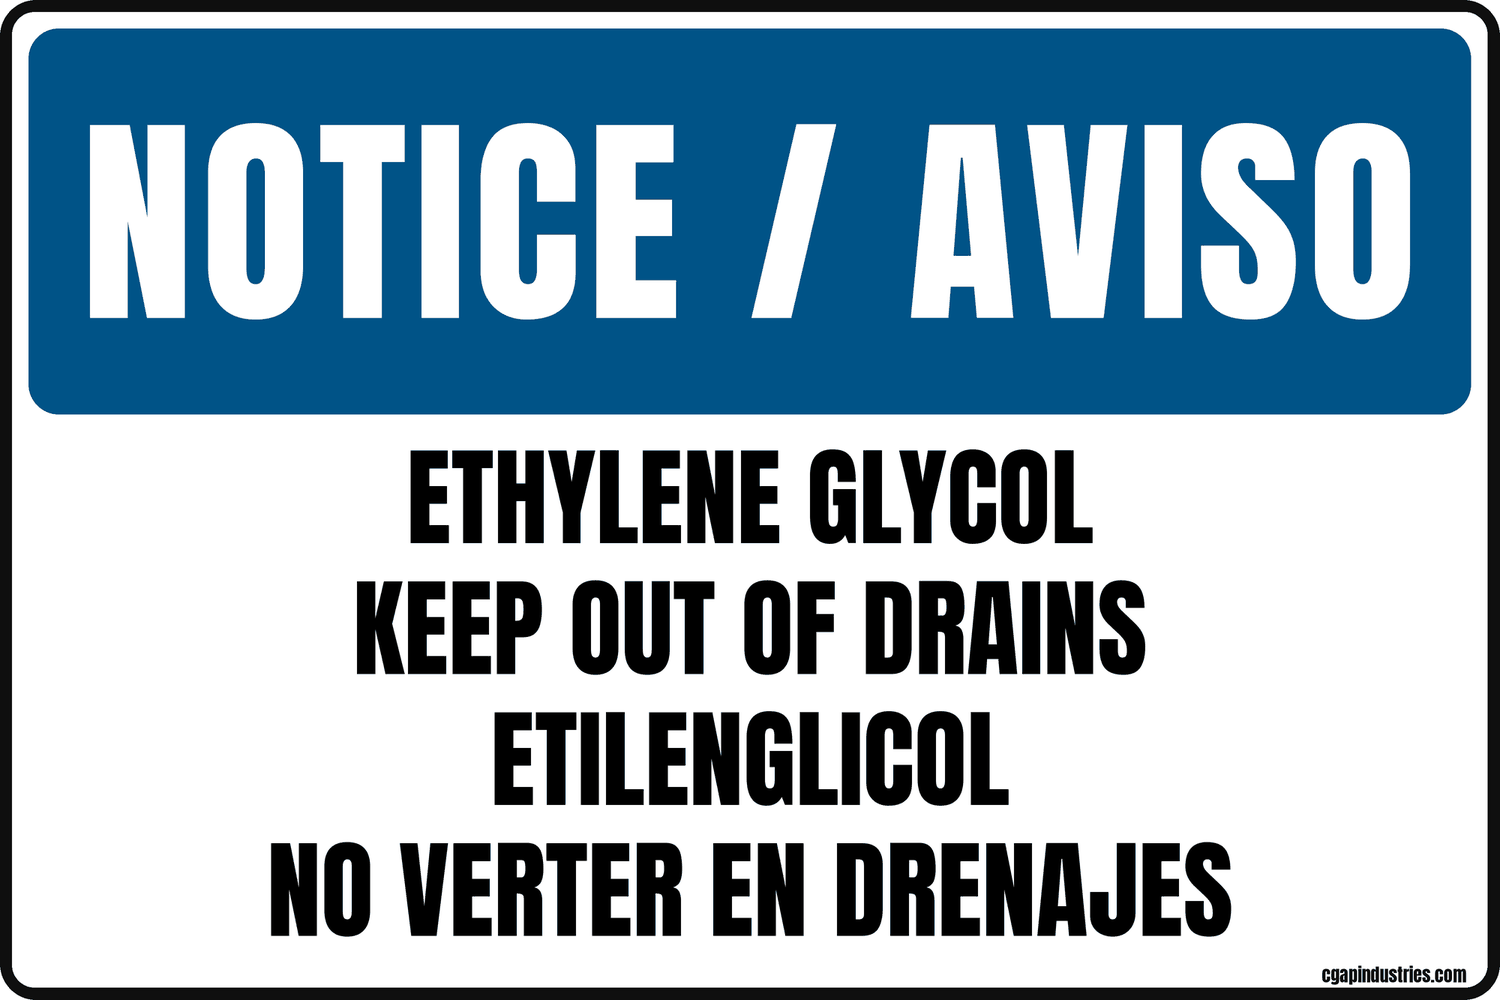 NOTICE / AVISO
ETHYLENE GLYCOL
KEEP OUT OF DRAINS
ETILENGLICOL
NO VERTER EN DRENAJES
cgapindustries.com